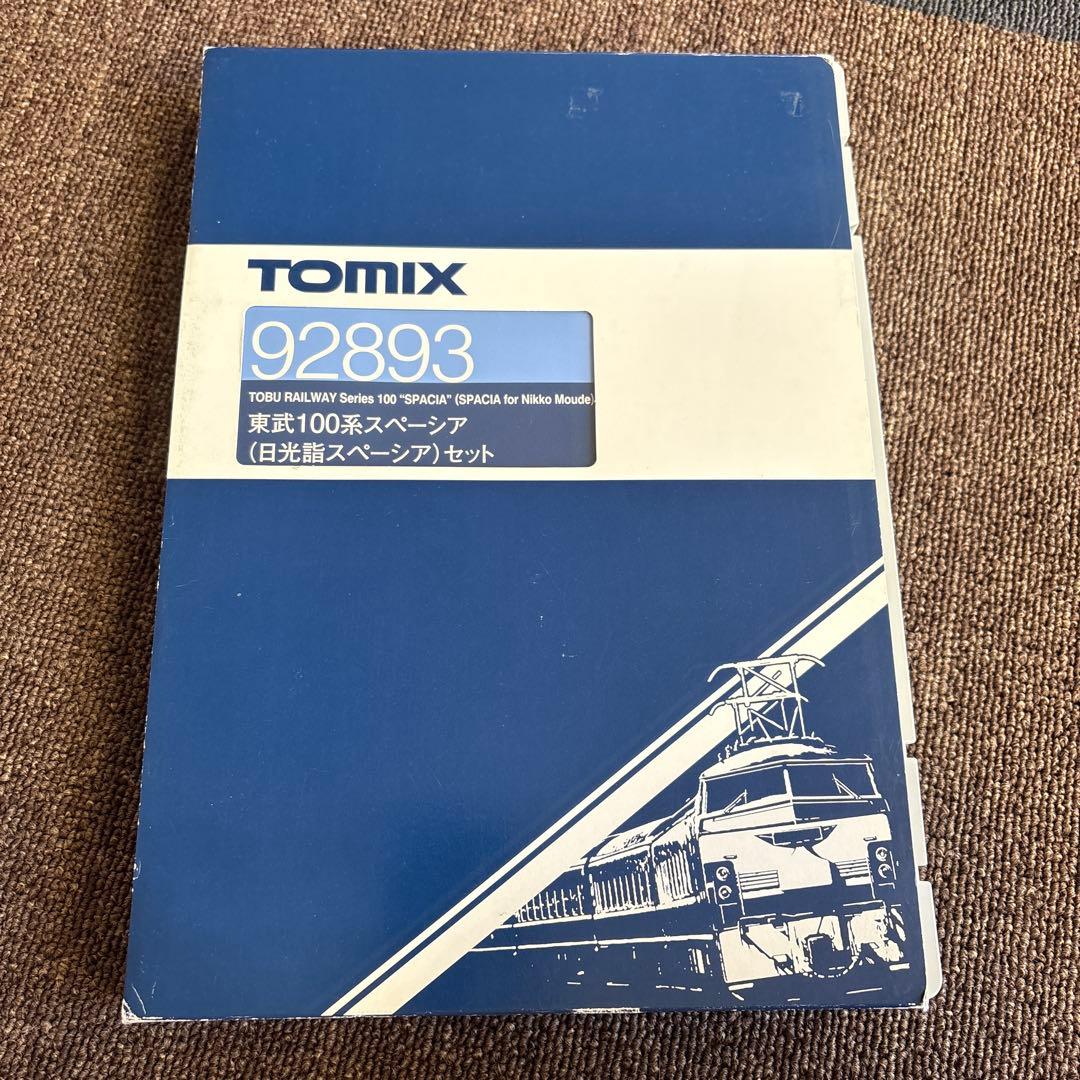 TOMIX
92893
TOBU RAILWAY Series 100 “SPACIA” (SPACIA for Nikko Moude)
東武100系スペーシア
(日光詣スペーシア)セット